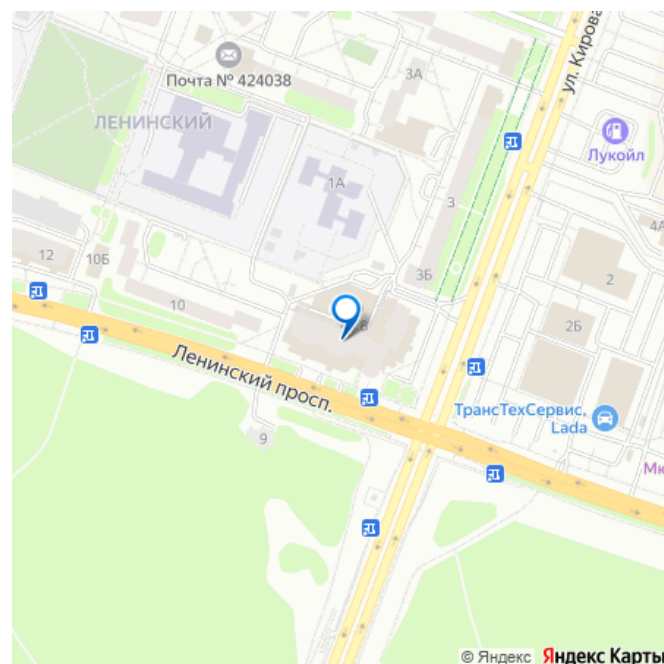 ул. Кирова
3А
Почта № 424038
ЛЕНИНСКИЙ
Лукойл
1А
3
4А
12
10Б
3Б
2
10
8
2Б
Ленинский просп.
ТрансТехСервис,
Lada
9
Мк
© Яндекс Яндекс Карты